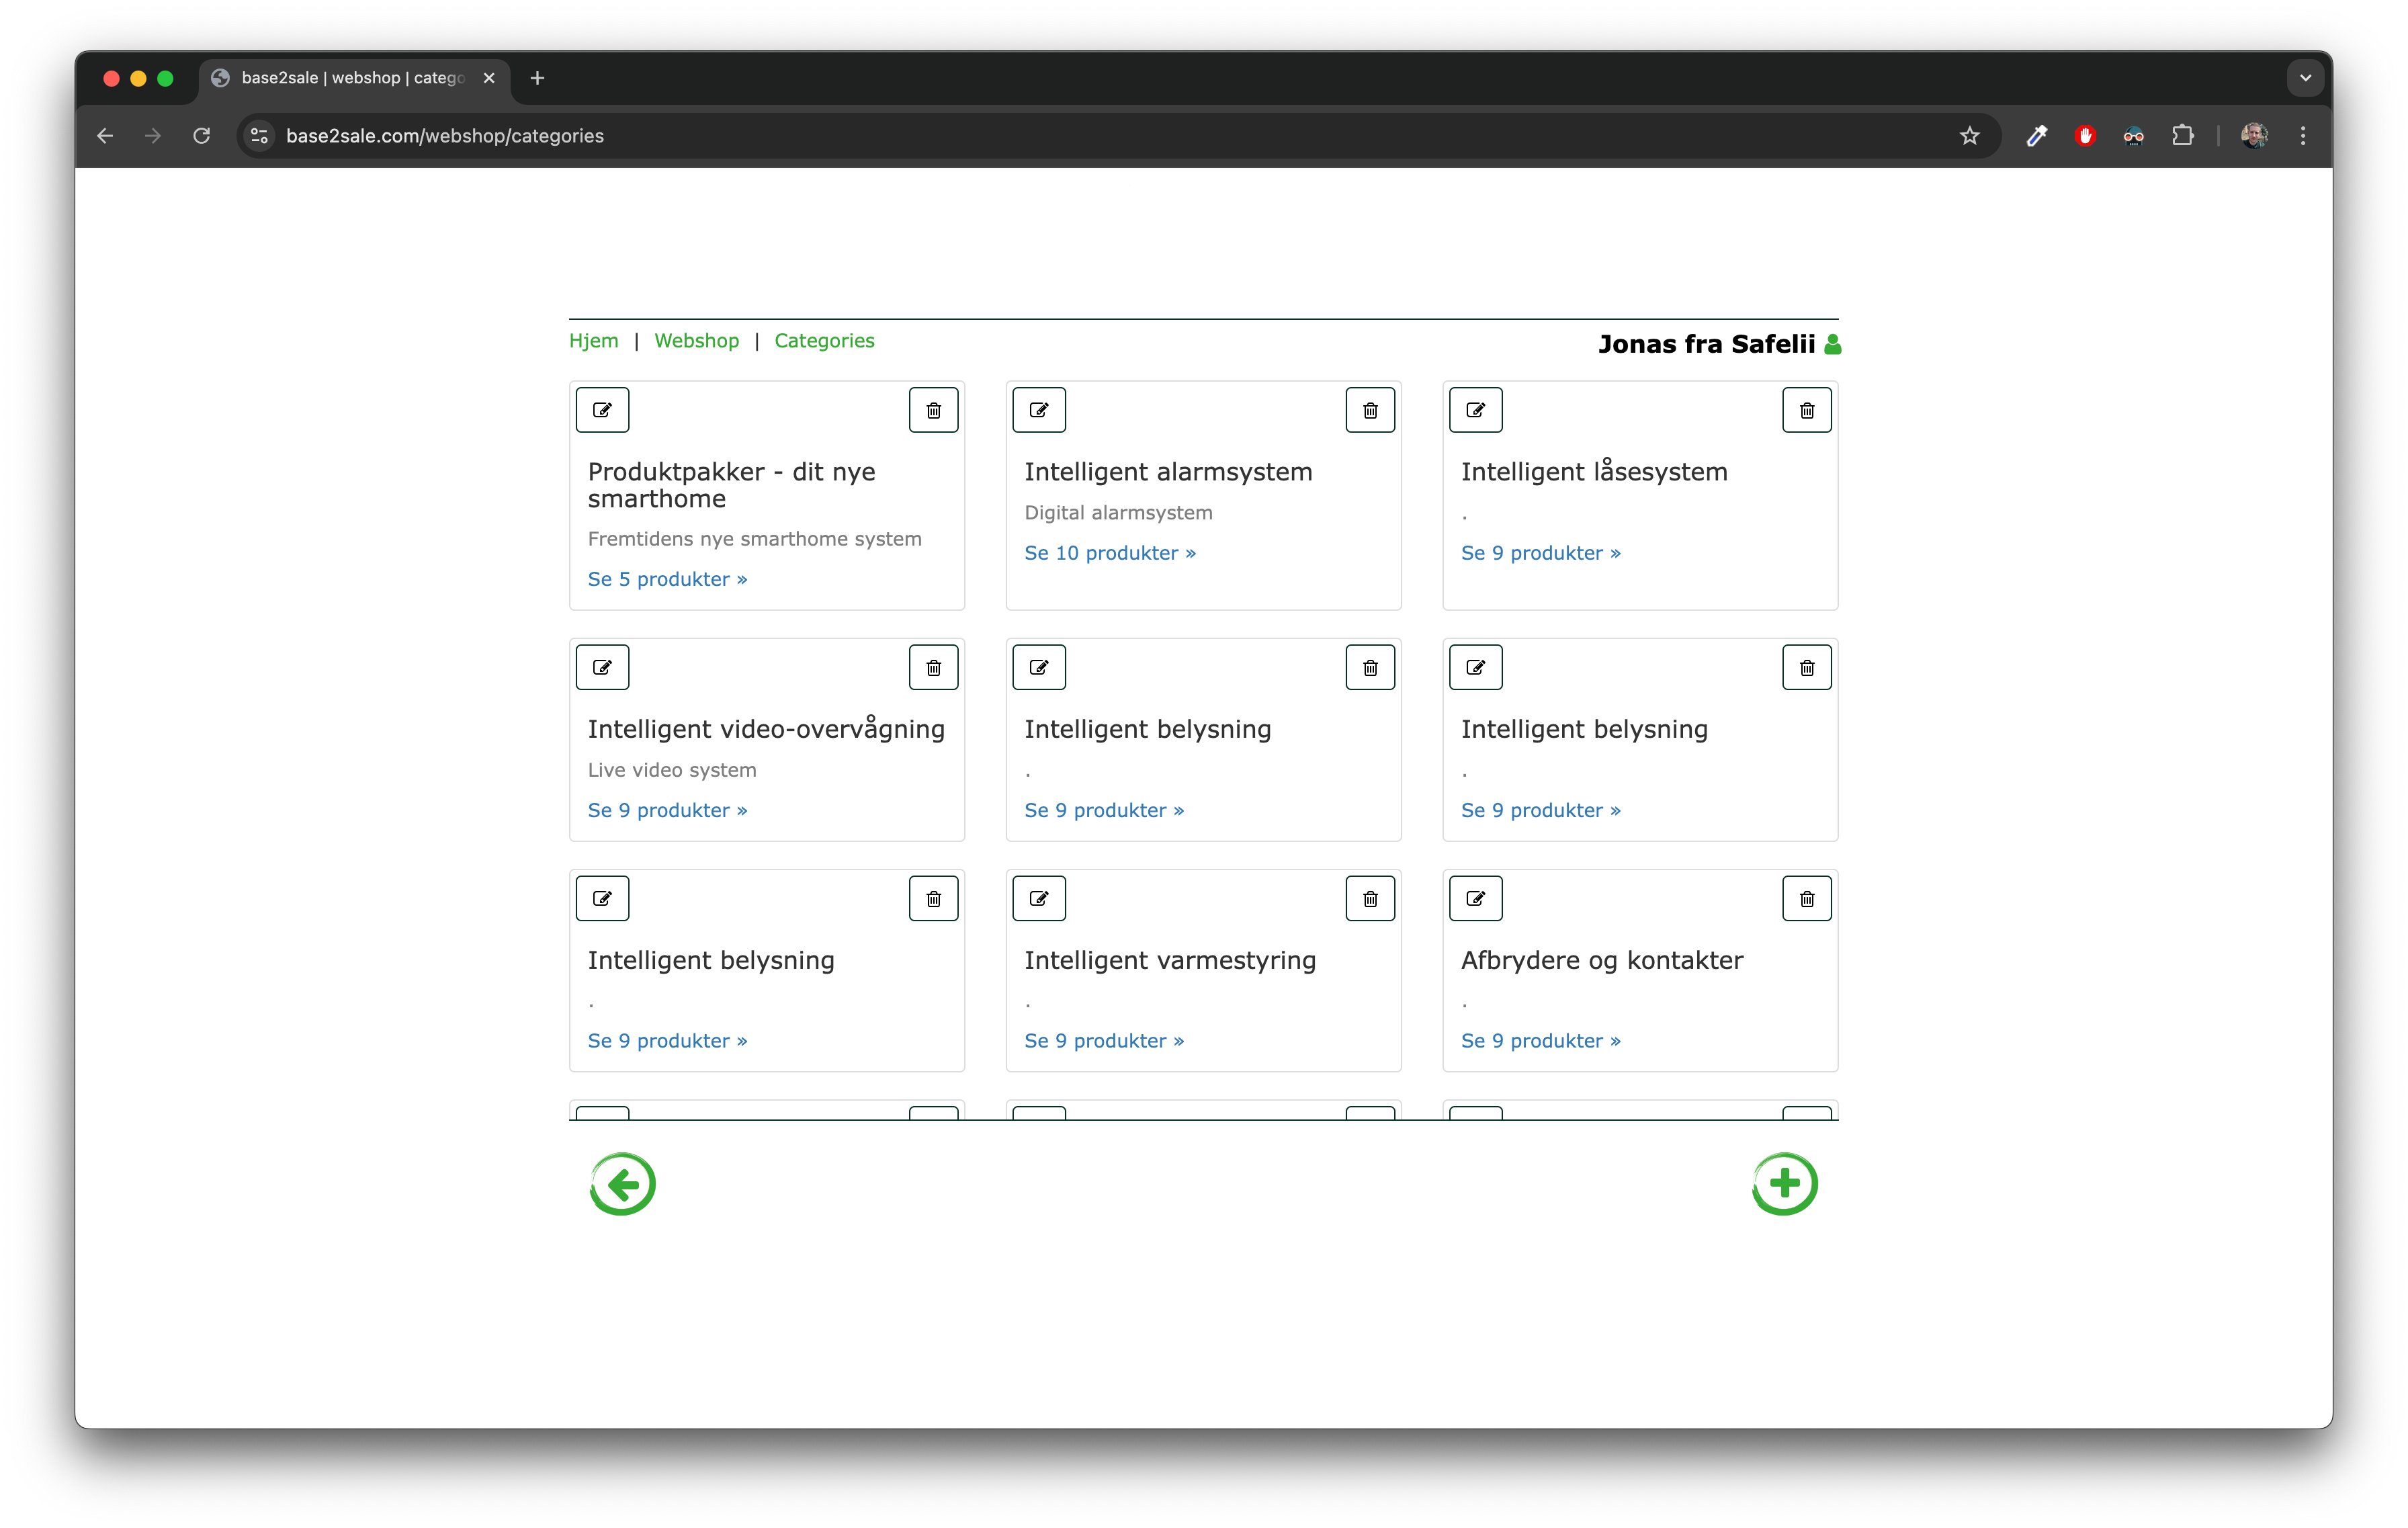 base2sale | webshop | catego
base2sale.com/webshop/categories
Hjem | Webshop | Categories
Jonas fra Safelii
Produktpakker - dit nye
smarthome
Fremtidens nye smarthome system
Se 5 produkter »
Intelligent alarmsystem
Digital alarmsystem
Se 10 produkter »
Intelligent låsesystem
.
Se 9 produkter »
Intelligent video-overvågning
Live video system
Se 9 produkter »
Intelligent belysning
.
Se 9 produkter »
Intelligent belysning
.
Se 9 produkter »
Intelligent belysning
.
Se 9 produkter »
Intelligent varmestyring
.
Se 9 produkter »
Afbrydere og kontakter
.
Se 9 produkter »